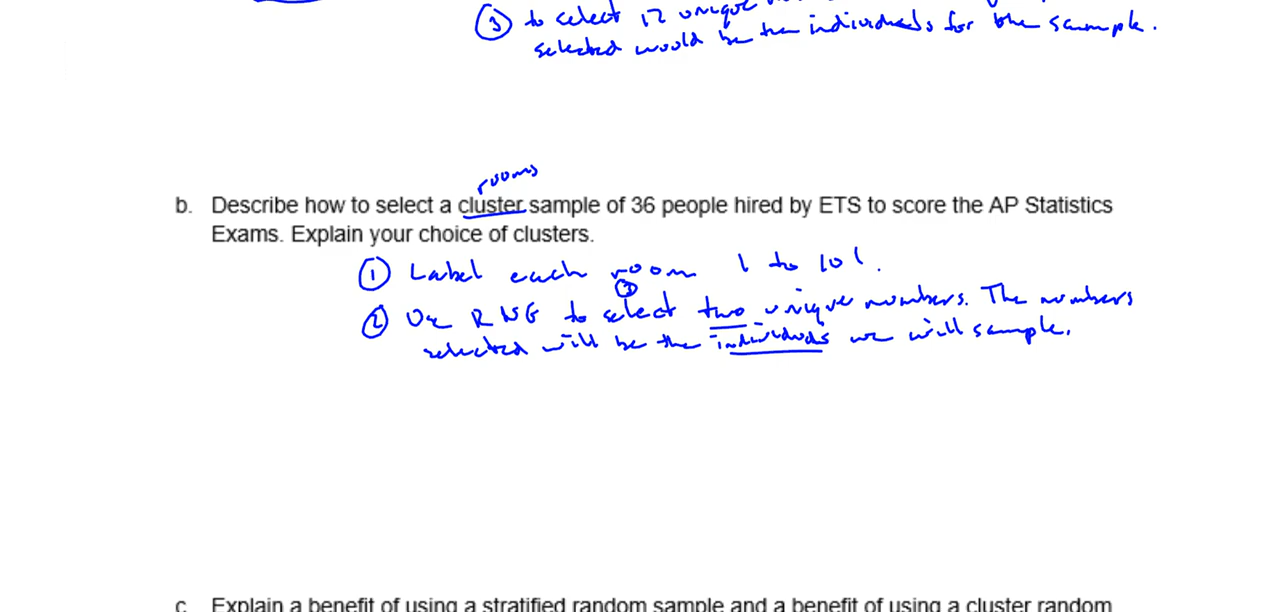 ③ to select 12 unique
selected would be the individuals for the sample.
rooms
b. Describe how to select a cluster sample of 36 people hired by ETS to score the AP Statistics
Exams. Explain your choice of clusters.
① Label each room 1 to 101.
③
② Use RNG to select two unique numbers. The numbers
selected will be the individuals we will sample.
c. Explain a benefit of using a stratified random sample and a benefit of using a cluster random